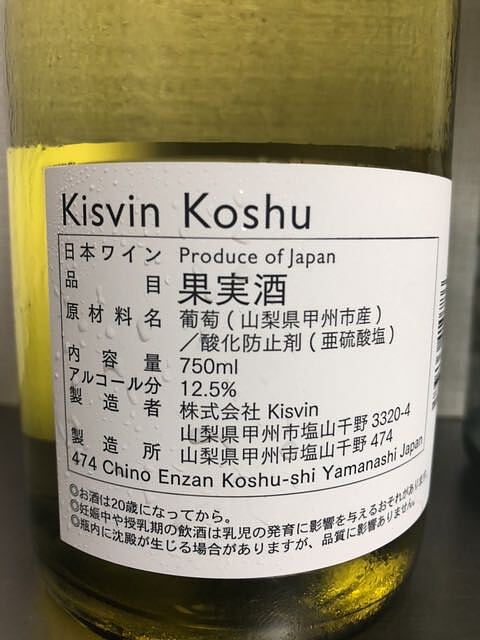 Kisvin Koshu
日本ワイン Produce of Japan
品目 果実酒
原材料名 葡萄(山梨県甲州市産)
／酸化防止剤(亜硫酸塩)
内容量 750ml
アルコール分 12.5%
製造者 株式会社 Kisvin
山梨県甲州市塩山千野 3320-4
製造所 山梨県甲州市塩山千野 474
474 Chino Enzan Koshu-shi Yamanashi Japan
◎お酒は20歳になってから。
◎妊娠中や授乳期の飲酒は乳児の発育に影響を与えるおそれがあります。
◎瓶内に沈殿が生じる場合がありますが、品質に影響ありません。